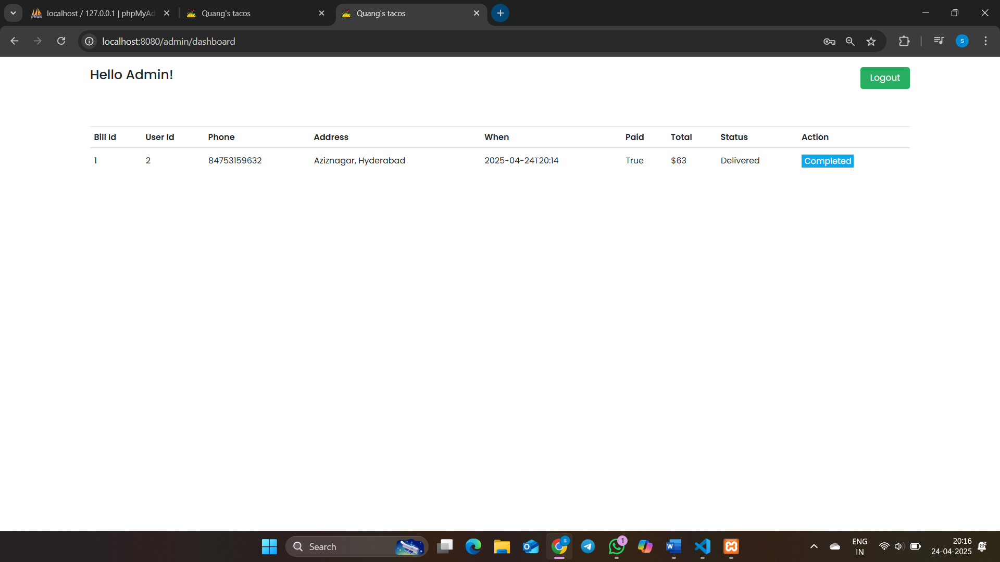 localhost / 127.0.0.1 | phpMyAd
Quang's tacos
Quang's tacos
localhost:8080/admin/dashboard
s
Hello Admin!
Logout
Bill Id User Id Phone Address When Paid Total Status Action
1 2 84753159632 Aziznagar, Hyderabad 2025-04-24T20:14 True $63 Delivered Completed
Search
1
ENG
IN
20:16
24-04-2025